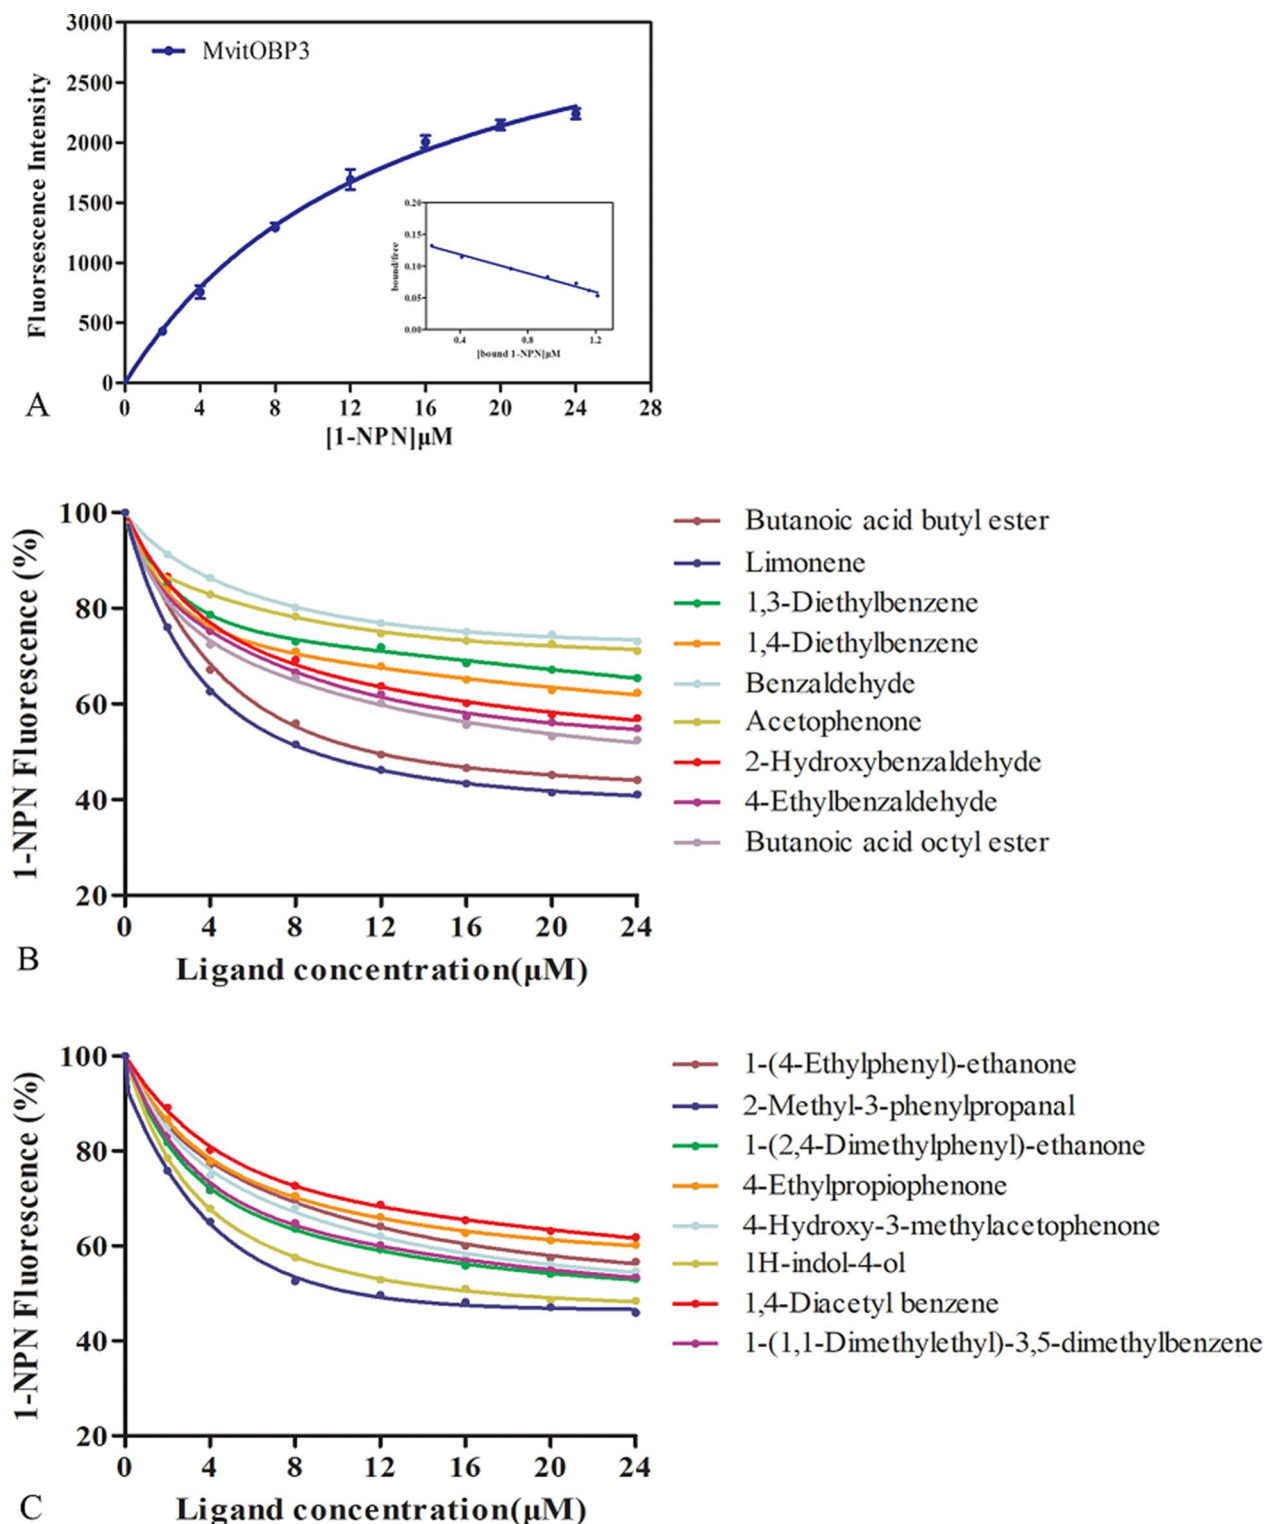 3000
MvitOBP3
2500
2000
1500
1000
500
0
Fluorsescence Intensity
0.20
0.15
0.10
0.05
0.00
bound/free
0.4 0.8 1.2
[bound 1-NPN]μM
0 4 8 12 16 20 24 28
[1-NPN]μM
A
100
80
60
40
20
1-NPN Fluorescence (%)
0 4 8 12 16 20 24
Ligand concentration(μM)
B
Butanoic acid butyl ester
Limonene
1,3-Diethylbenzene
1,4-Diethylbenzene
Benzaldehyde
Acetophenone
2-Hydroxybenzaldehyde
4-Ethylbenzaldehyde
Butanoic acid octyl ester
100
80
60
40
20
1-NPN Fluorescence (%)
0 4 8 12 16 20 24
Ligand concentration(μM)
C
1-(4-Ethylphenyl)-ethanone
2-Methyl-3-phenylpropanal
1-(2,4-Dimethylphenyl)-ethanone
4-Ethylpropiophenone
4-Hydroxy-3-methylacetophenone
1H-indol-4-ol
1,4-Diacetyl benzene
1-(1,1-Dimethylethyl)-3,5-dimethylbenzene